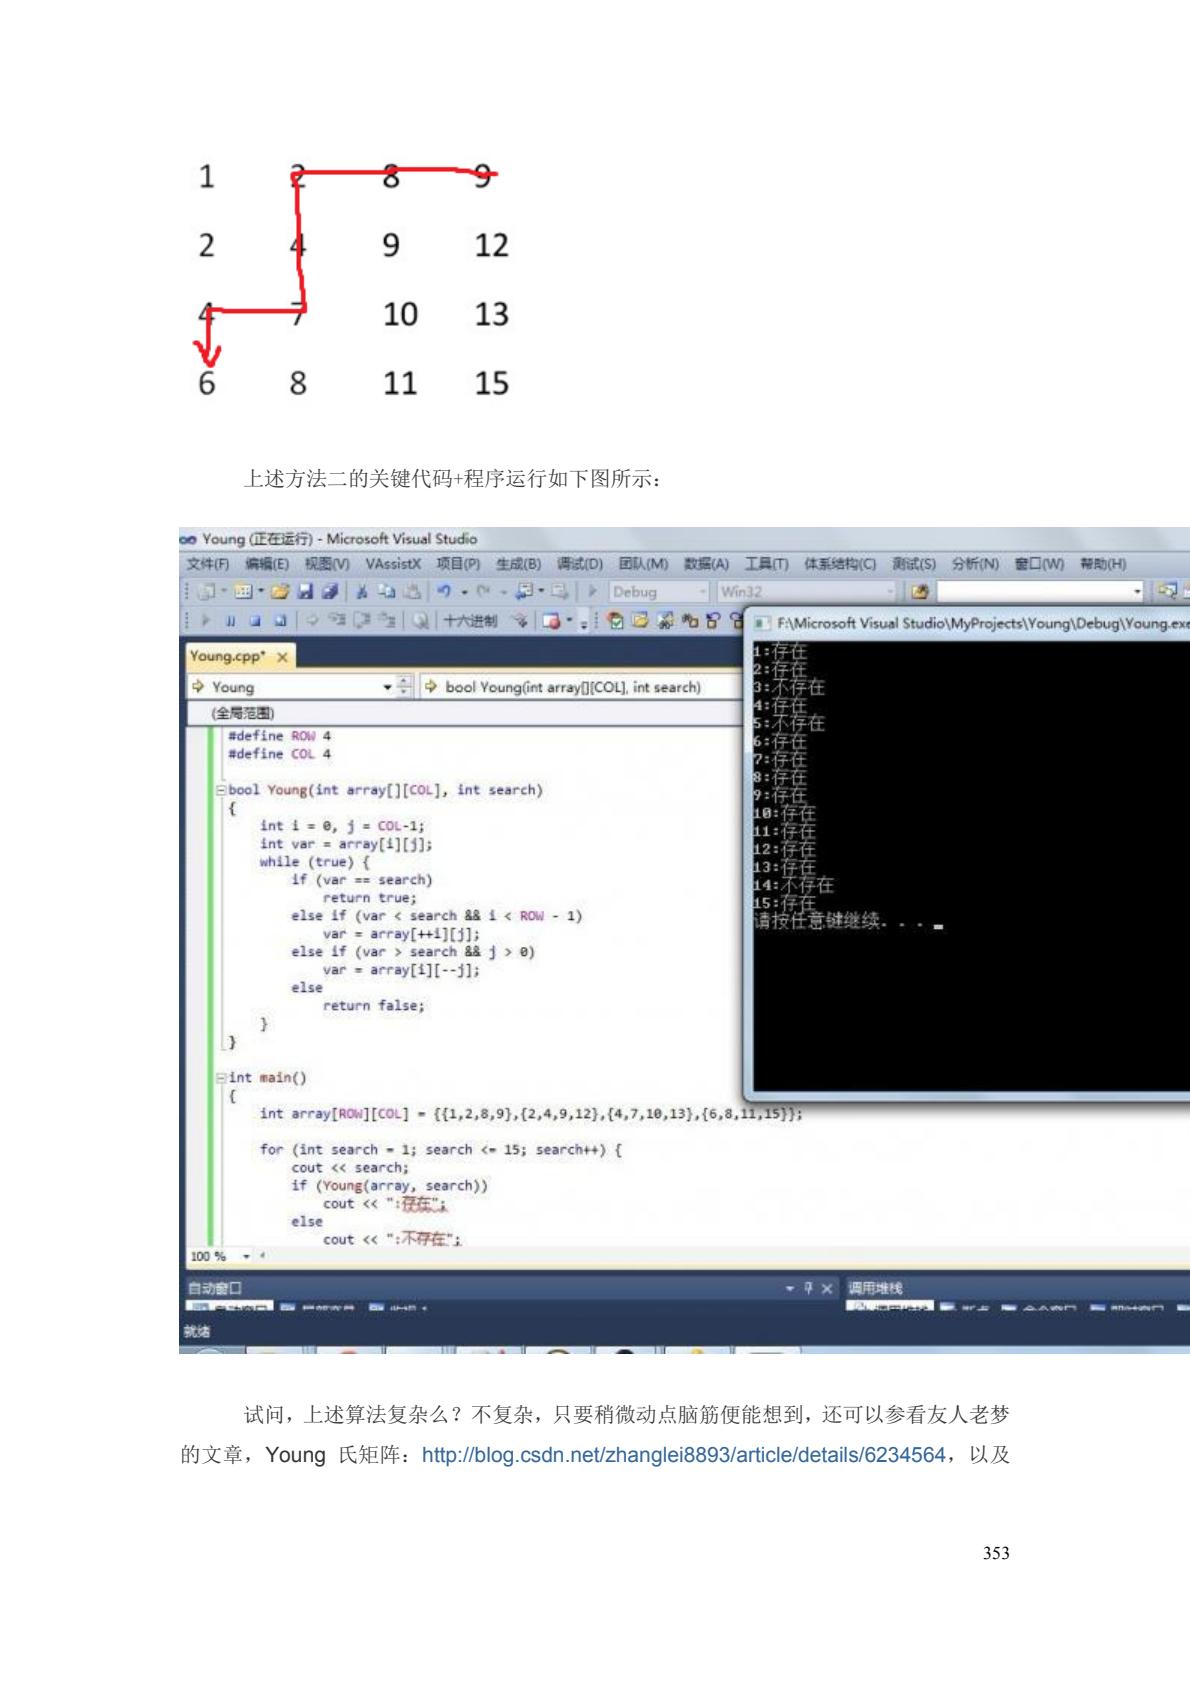 1 2 8 9
2 4 9 12
4 7 10 13
6 8 11 15
上述方法二的关键代码+程序运行如下图所示：
Young (正在运行) - Microsoft Visual Studio
文件(F) 编辑(E) 视图(V) VAssistX 项目(P) 生成(B) 调试(D) 团队(M) 数据(A) 工具(T) 体系结构(C) 测试(S) 分析(N) 窗口(W) 帮助(H)
Debug Win32
十六进制
F:\Microsoft Visual Studio\MyProjects\Young\Debug\Young.exe
Young.cpp*
Young bool Young(int array[][COL], int search)
(全局范围)
#define ROW 4
#define COL 4
bool Young(int array[][COL], int search)
{
int i = 0, j = COL-1;
int var = array[i][j];
while (true) {
if (var == search)
return true;
else if (var < search && i < ROW - 1)
var = array[++i][j];
else if (var > search && j > 0)
var = array[i][--j];
else
return false;
}
}
int main()
{
int array[ROW][COL] = {{1,2,8,9},{2,4,9,12},{4,7,10,13},{6,8,11,15}};
for (int search = 1; search <= 15; search++) {
cout << search;
if (Young(array, search))
cout << ":存在";
else
cout << ":不存在";
1:存在
2:存在
3:不存在
4:存在
5:不存在
6:存在
7:存在
8:存在
9:存在
10:存在
11:存在
12:存在
13:存在
14:不存在
15:存在
请按任意键继续. . .
100 %
自动窗口 调用堆栈
就绪
试问，上述算法复杂么？不复杂，只要稍微动点脑筋便能想到，还可以参看友人老梦
的文章，Young 氏矩阵：http://blog.csdn.net/zhanglei8893/article/details/6234564，以及
353